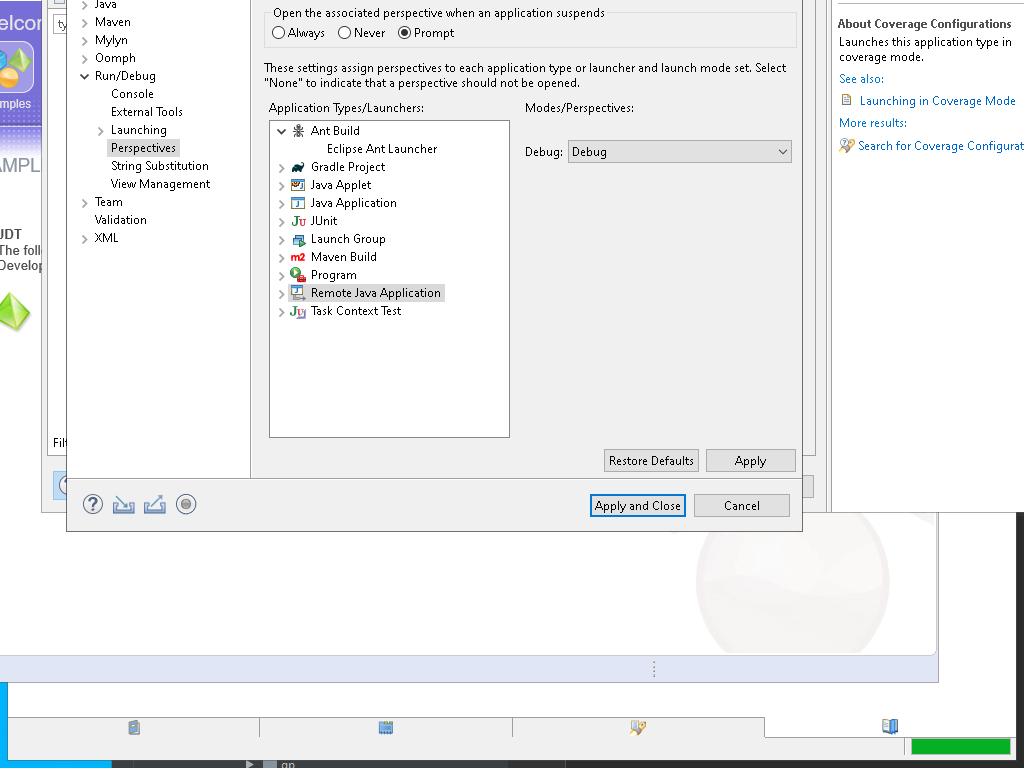 Java
Maven
Mylyn
Oomph
Run/Debug
Console
External Tools
Launching
Perspectives
String Substitution
View Management
Team
Validation
XML
Open the associated perspective when an application suspends
Always Never Prompt
These settings assign perspectives to each application type or launcher and launch mode set. Select
"None" to indicate that a perspective should not be opened.
Application Types/Launchers:
Modes/Perspectives:
Ant Build
Eclipse Ant Launcher
Gradle Project
Java Applet
Java Application
JUnit
Launch Group
Maven Build
Program
Remote Java Application
Task Context Test
Debug: Debug
Restore Defaults Apply
Apply and Close Cancel
About Coverage Configurations
Launches this application type in
coverage mode.
See also:
Launching in Coverage Mode
More results:
Search for Coverage Configurat
elcor
mples
AMPL
JDT
The foll
Develop
ty
Filt